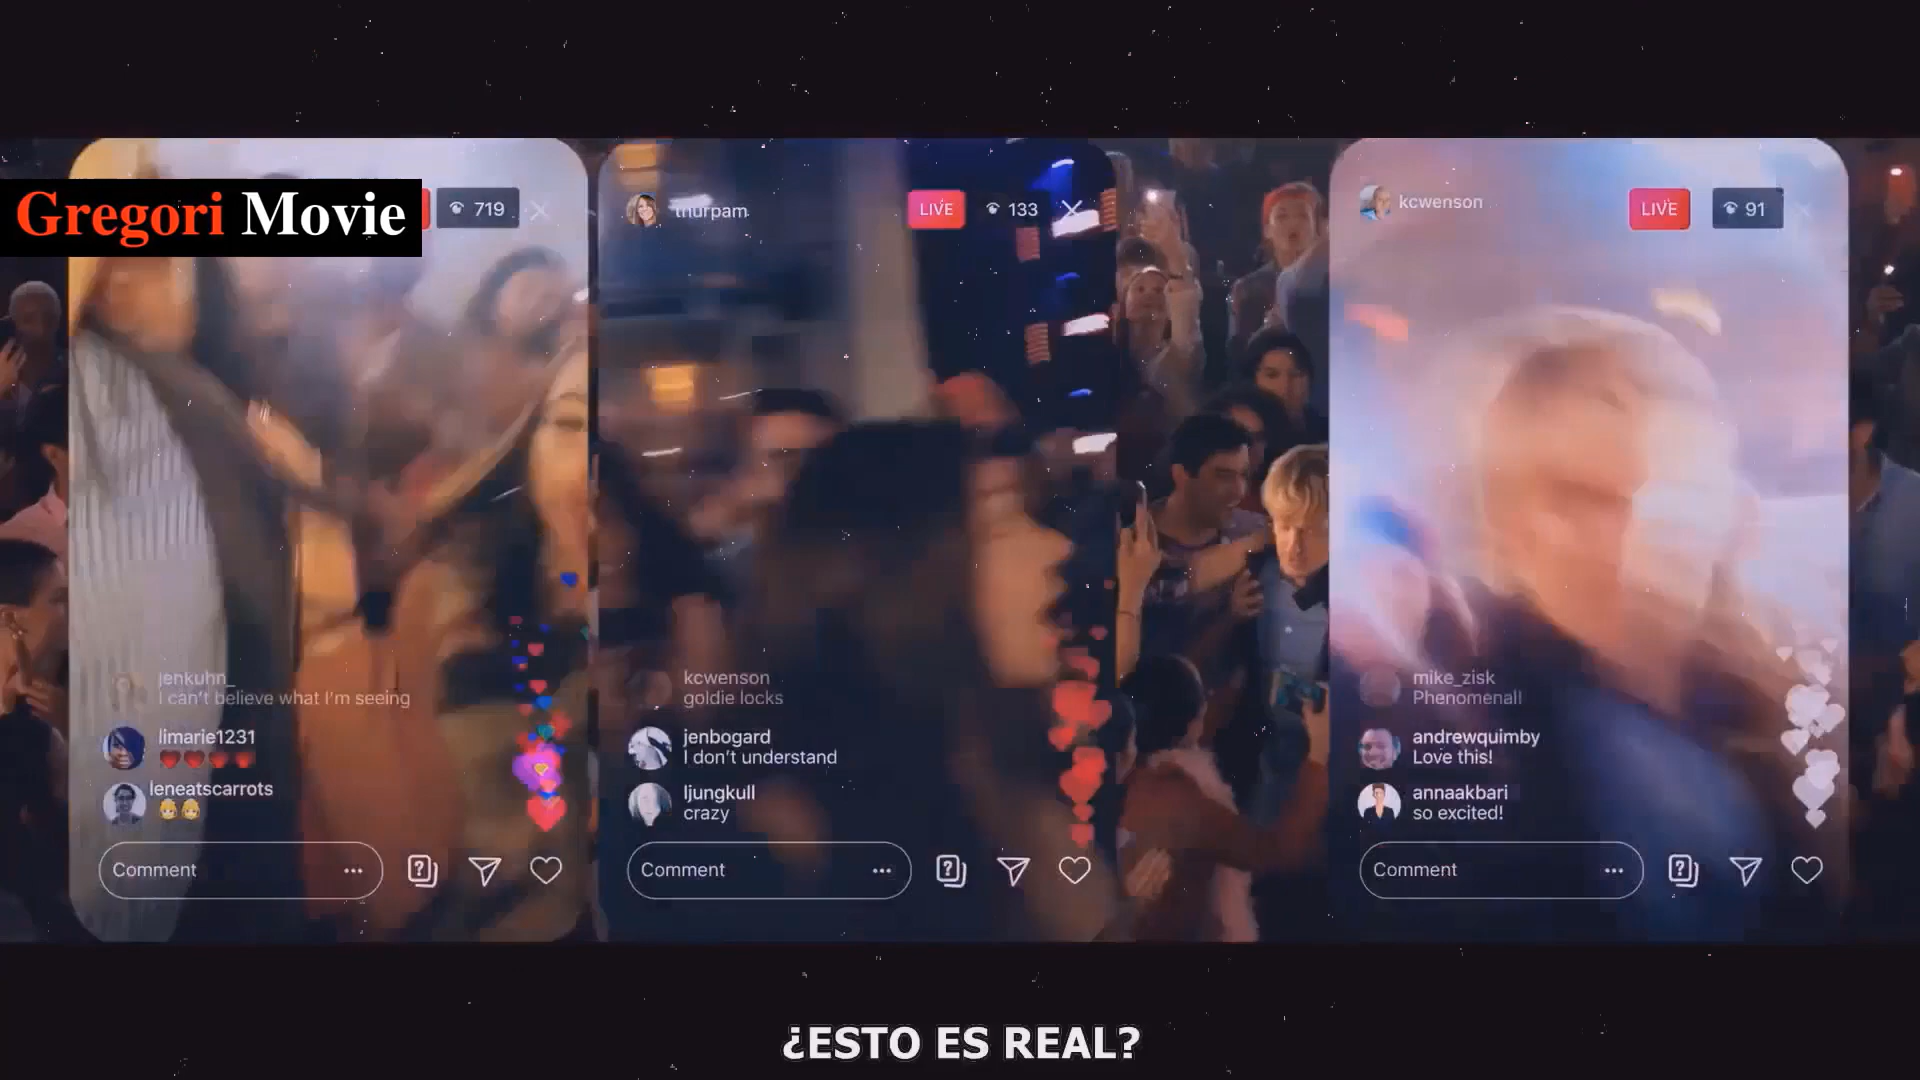 Gregori Movie
719
thurpam
LIVE
133
kcwenson
LIVE
91
jenkuhn_
I can't believe what I'm seeing
limarie1231
leneatscarrots
Comment
kcwenson
goldie locks
jenbogard
I don't understand
ljungkull
crazy
Comment
mike_zisk
Phenomenall
andrewquimby
Love this!
annaakbari
so excited!
Comment
¿ESTO ES REAL?